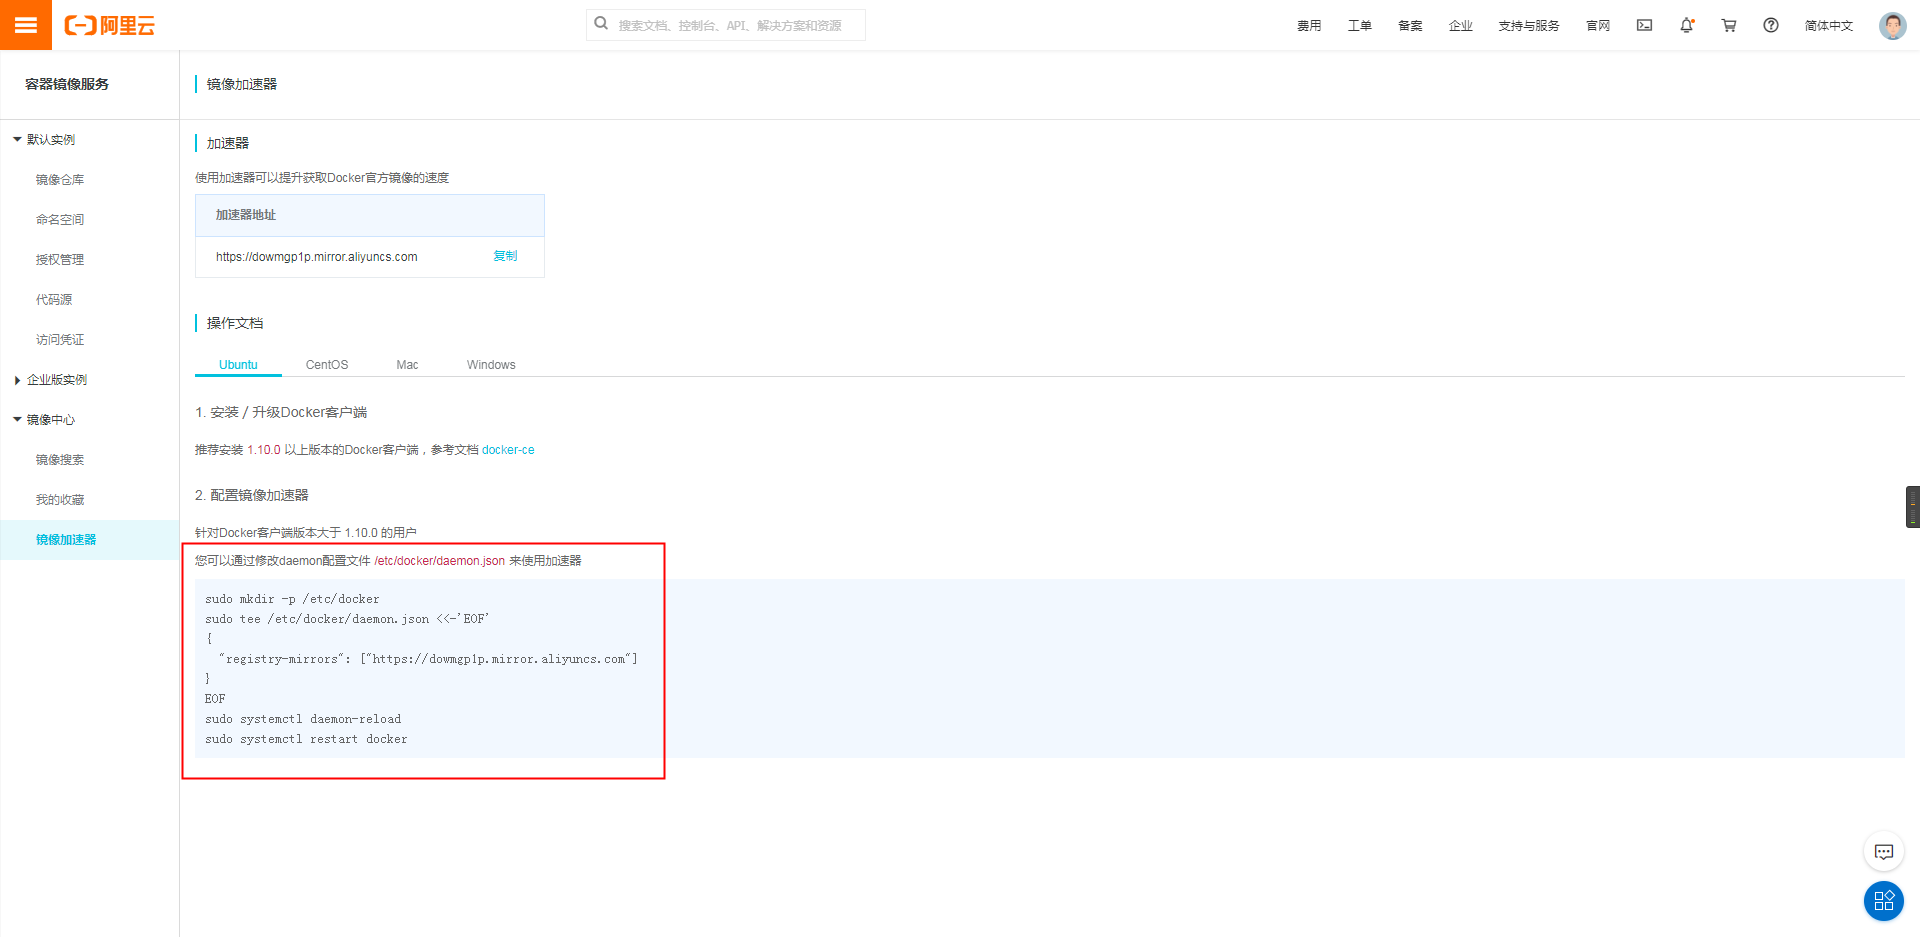 阿里云
搜索文档、控制台、API、解决方案和资源
费用
工单
备案
企业
支持与服务
官网
简体中文
容器镜像服务
默认实例
镜像仓库
命名空间
授权管理
代码源
访问凭证
企业版实例
镜像中心
镜像搜索
我的收藏
镜像加速器
镜像加速器
加速器
使用加速器可以提升获取Docker官方镜像的速度
加速器地址
https://dowmgp1p.mirror.aliyuncs.com 复制
操作文档
Ubuntu CentOS Mac Windows
1. 安装 / 升级Docker客户端
推荐安装 1.10.0 以上版本的Docker客户端，参考文档 docker-ce
2. 配置镜像加速器
针对Docker客户端版本大于 1.10.0 的用户
您可以通过修改daemon配置文件 /etc/docker/daemon.json 来使用加速器
sudo mkdir -p /etc/docker
sudo tee /etc/docker/daemon.json <<-'EOF'
{
  "registry-mirrors": ["https://dowmgp1p.mirror.aliyuncs.com"]
}
EOF
sudo systemctl daemon-reload
sudo systemctl restart docker